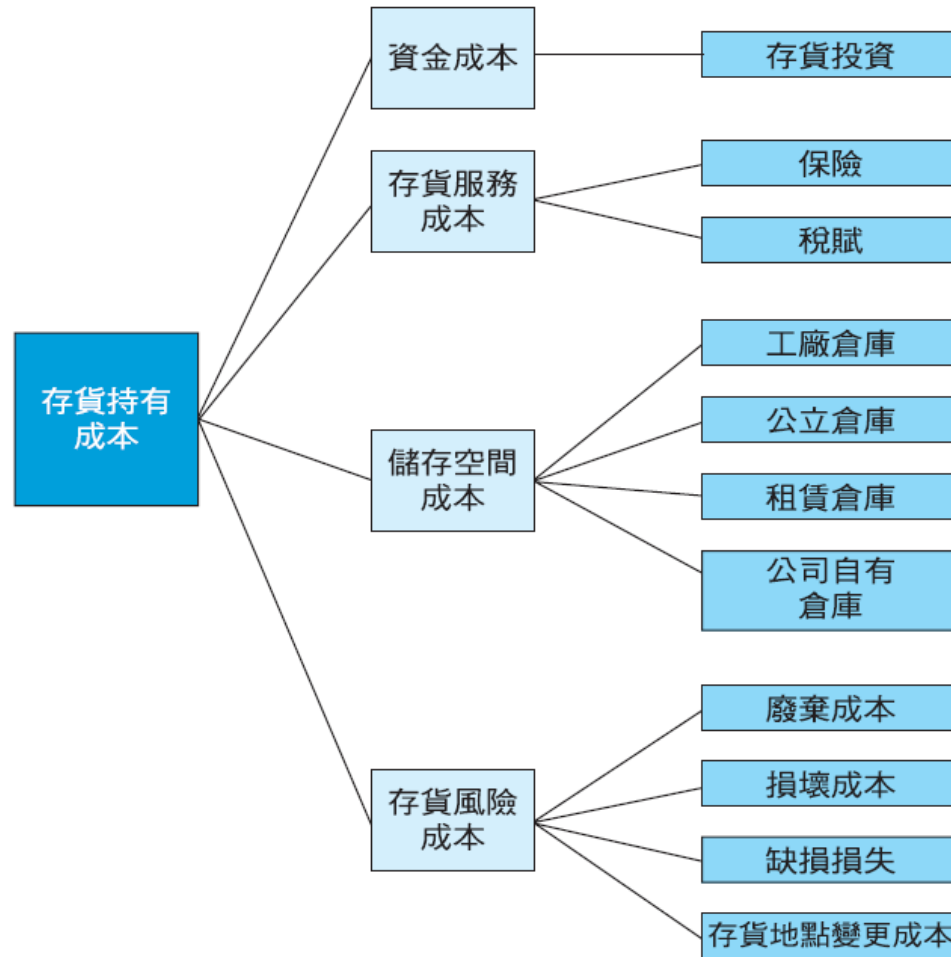 存貨持有
成本
資金成本
存貨投資
存貨服務
成本
保險
稅賦
儲存空間
成本
工廠倉庫
公立倉庫
租賃倉庫
公司自有
倉庫
存貨風險
成本
廢棄成本
損壞成本
缺損損失
存貨地點變更成本